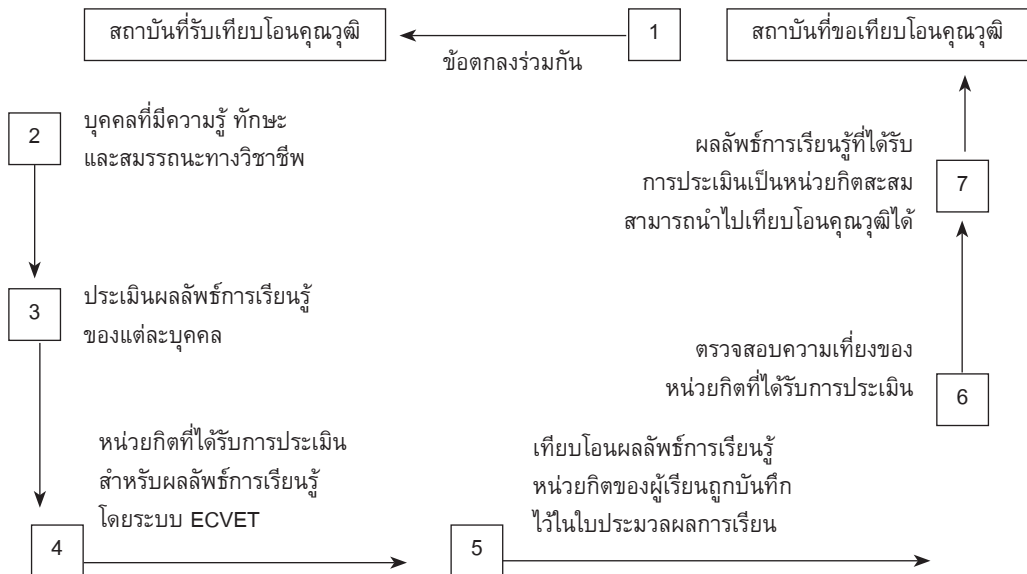 สถาบันที่รับเทียบโอนคุณวุฒิ
1
สถาบันที่ขอเทียบโอนคุณวุฒิ
ข้อตกลงร่วมกัน
2
บุคคลที่มีความรู้ ทักษะ
และสมรรถนะทางวิชาชีพ
3
ประเมินผลลัพธ์การเรียนรู้
ของแต่ละบุคคล
4
หน่วยกิตที่ได้รับการประเมิน
สำหรับผลลัพธ์การเรียนรู้
โดยระบบ ECVET
5
เทียบโอนผลลัพธ์การเรียนรู้
หน่วยกิตของผู้เรียนถูกบันทึก
ไว้ในใบประมวลผลการเรียน
6
ตรวจสอบความเที่ยงของ
หน่วยกิตที่ได้รับการประเมิน
7
ผลลัพธ์การเรียนรู้ที่ได้รับ
การประเมินเป็นหน่วยกิตสะสม
สามารถนำไปเทียบโอนคุณวุฒิได้